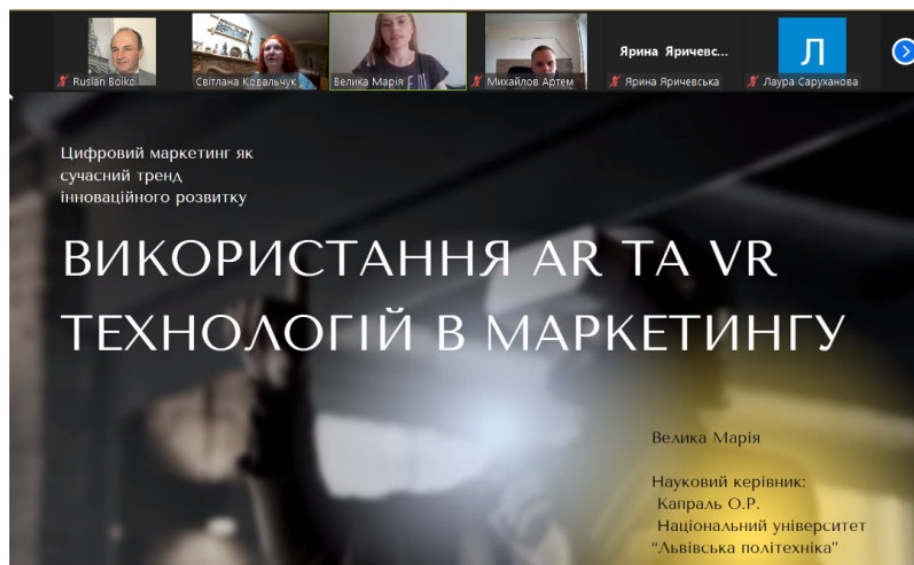 Ярина Яричевс...
Л
Ruslan Boiko
Світлана Ковальчук
Велика Марія
Михайлов Артем
Ярина Яричевська
Лаура Саруханова
Цифровий маркетинг як
сучасний тренд
інноваційного розвитку
ВИКОРИСТАННЯ AR ТА VR
ТЕХНОЛОГІЙ В МАРКЕТИНГУ
Велика Марія
Науковий керівник:
Капраль О.Р.
Національний університет
“Львівська політехніка”